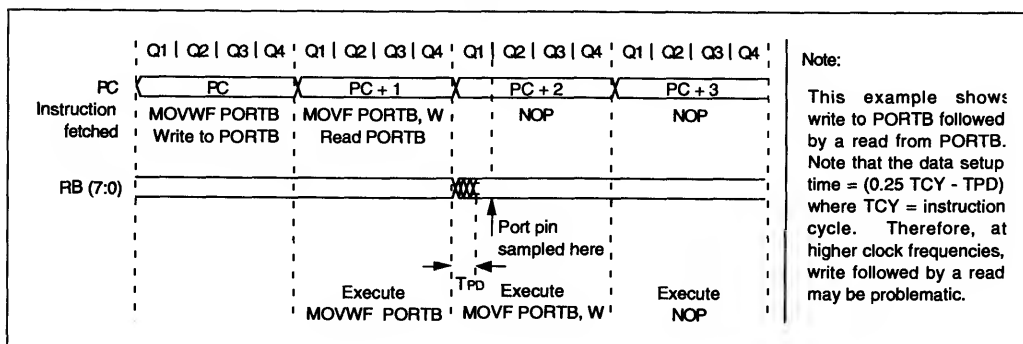 Q1 | Q2 | Q3 | Q4 Q1 | Q2 | Q3 | Q4 Q1 | Q2 | Q3 | Q4 Q1 | Q2 | Q3 | Q4
PC PC PC + 1 PC + 2 PC + 3
Instruction fetched
MOVWF PORTB
Write to PORTB
MOVF PORTB, W
Read PORTB
NOP
NOP
RB (7:0)
Port pin
sampled here
TPD
Execute
MOVWF PORTB
Execute
MOVF PORTB, W
Execute
NOP
Note:
This example shows
write to PORTB followed
by a read from PORTB.
Note that the data setup
time = (0.25 TCY - TPD)
where TCY = instruction
cycle. Therefore, at
higher clock frequencies,
write followed by a read
may be problematic.